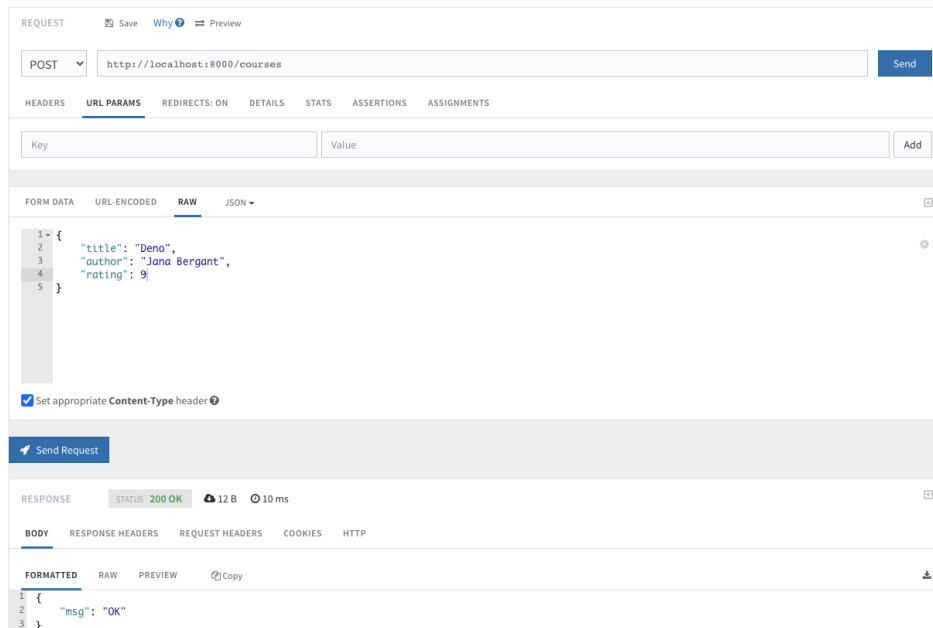 REQUEST Save Why Preview
POST http://localhost:8000/courses Send
HEADERS URL PARAMS REDIRECTS: ON DETAILS STATS ASSERTIONS ASSIGNMENTS
Key Value Add
FORM DATA URL-ENCODED RAW JSON
1 {
2 "title": "Deno",
3 "author": "Jana Bergant",
4 "rating": 9
5 }
Set appropriate Content-Type header
Send Request
RESPONSE STATUS 200 OK 12 B 10 ms
BODY RESPONSE HEADERS REQUEST HEADERS COOKIES HTTP
FORMATTED RAW PREVIEW Copy
1 {
2 "msg": "OK"
3 }